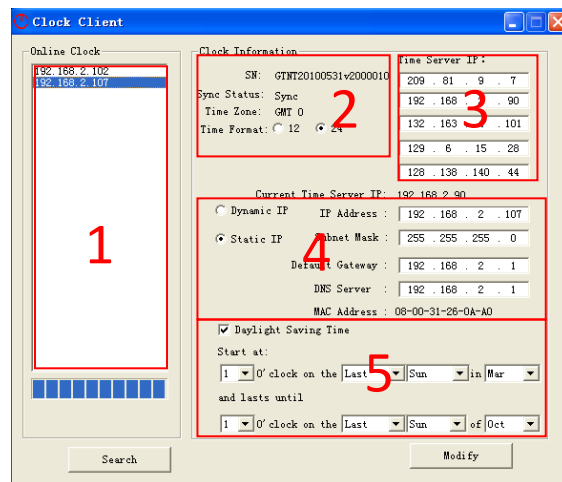 Clock Client
Online Clock
192.168.2.102
192.168.2.107
1
Search
Clock Information
SN: GTNT20100531v2000010
Sync Status: Sync
Time Zone: GMT 0
Time Format: 12 24
2
Time Server IP:
209 . 81 . 9 . 7
192 . 168 . . 90
132 . 163 . . 101
129 . 6 . 15 . 28
128 . 138 . 140 . 44
3
Current Time Server IP: 192.168.2.90
Dynamic IP
Static IP
IP Address : 192 . 168 . 2 . 107
Subnet Mask : 255 . 255 . 255 . 0
Default Gateway : 192 . 168 . 2 . 1
DNS Server : 192 . 168 . 2 . 1
MAC Address : 08-00-31-26-0A-A0
4
Daylight Saving Time
Start at:
1 O'clock on the Last Sun in Mar
and lasts until
1 O'clock on the Last Sun of Oct
5
Modify